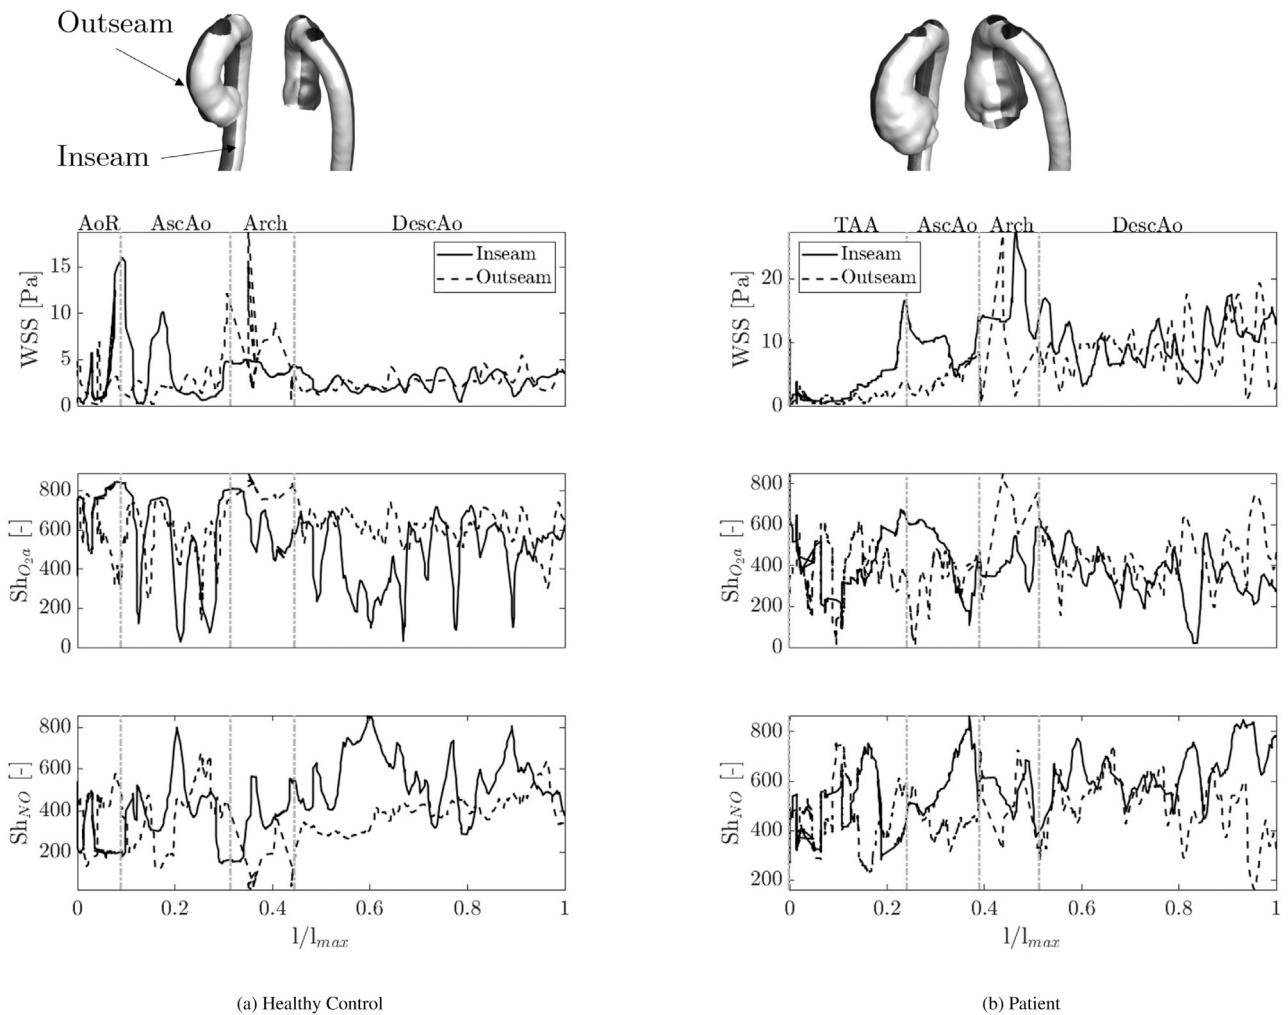 Outseam
Inseam
AoR AscAo Arch DescAo
WSS [Pa]
15
10
5
0
Inseam
Outseam
Sh_{O_2a} [-]
800
600
400
200
0
Sh_{NO} [-]
800
600
400
200
0 0.2 0.4 0.6 0.8 1
l/l_{max}
(a) Healthy Control
TAA AscAo Arch DescAo
WSS [Pa]
20
10
0
Inseam
Outseam
Sh_{O_2a} [-]
800
600
400
200
0
Sh_{NO} [-]
800
600
400
200
0 0.2 0.4 0.6 0.8 1
l/l_{max}
(b) Patient